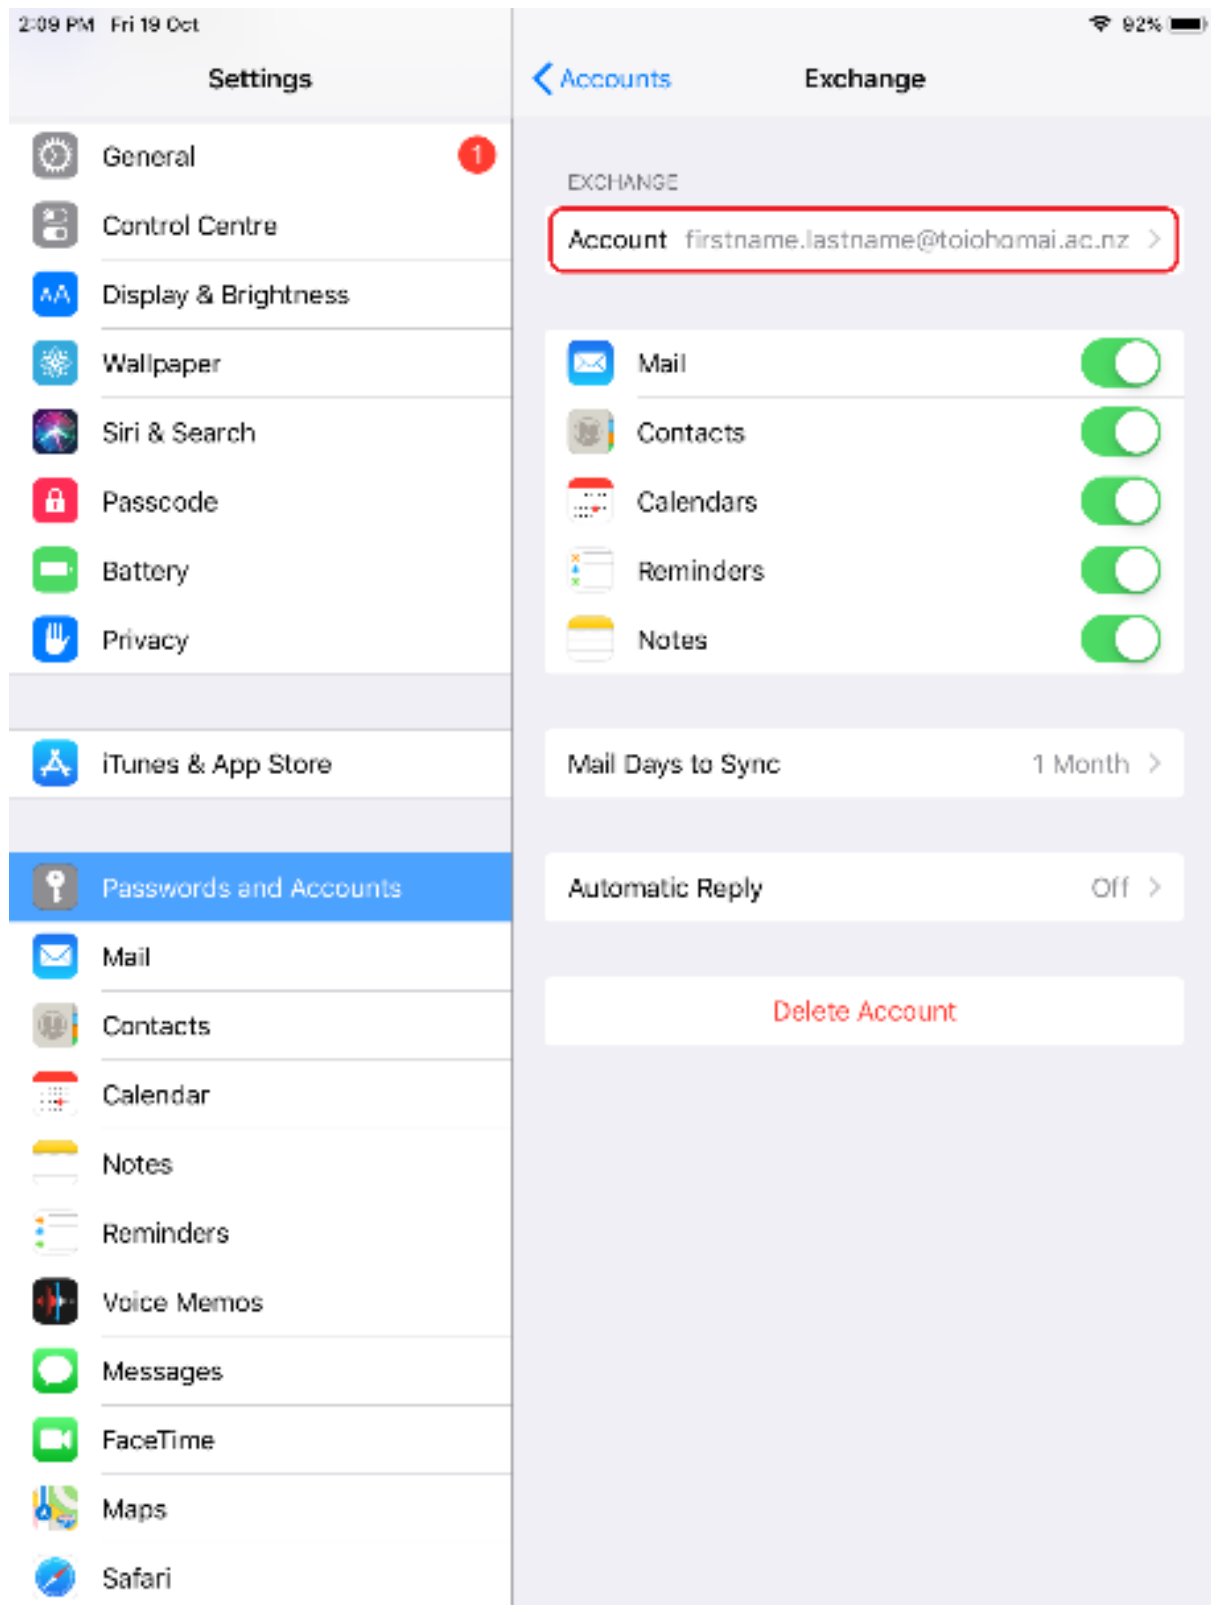 2:09 PM Fri 19 Oct
92%
Settings
General 1
Control Centre
Display & Brightness
Wallpaper
Siri & Search
Passcode
Battery
Privacy
iTunes & App Store
Passwords and Accounts
Mail
Contacts
Calendar
Notes
Reminders
Voice Memos
Messages
FaceTime
Maps
Safari
Accounts
Exchange
EXCHANGE
Account firstname.lastname@toiohomai.ac.nz
Mail
Contacts
Calendars
Reminders
Notes
Mail Days to Sync 1 Month
Automatic Reply Off
Delete Account